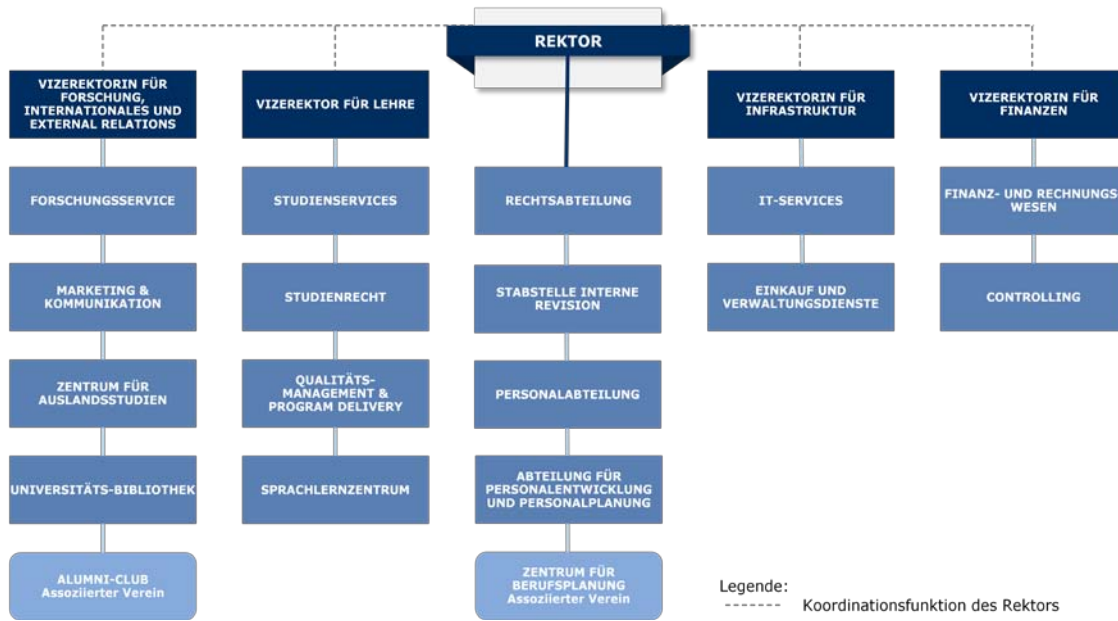 REKTOR
VIZEREKTORIN FÜR
FORSCHUNG,
INTERNATIONALES UND
EXTERNAL RELATIONS
FORSCHUNGSSERVICE
MARKETING &
KOMMUNIKATION
ZENTRUM FÜR
AUSLANDSSTUDIEN
UNIVERSITÄTS-BIBLIOTHEK
ALUMNI-CLUB
Assoziierter Verein
VIZEREKTOR FÜR LEHRE
STUDIENSERVICES
STUDIENRECHT
QUALITÄTS-
MANAGEMENT &
PROGRAM DELIVERY
SPRACHLERNZENTRUM
RECHTSABTEILUNG
STABSTELLE INTERNE
REVISION
PERSONALABTEILUNG
ABTEILUNG FÜR
PERSONALENTWICKLUNG
UND PERSONALPLANUNG
ZENTRUM FÜR
BERUFSPLANUNG
Assoziierter Verein
VIZEREKTORIN FÜR
INFRASTRUKTUR
IT-SERVICES
EINKAUF UND
VERWALTUNGSDIENSTE
VIZEREKTORIN FÜR
FINANZEN
FINANZ- UND RECHNUNGS-
WESEN
CONTROLLING
Legende:
Koordinationsfunktion des Rektors